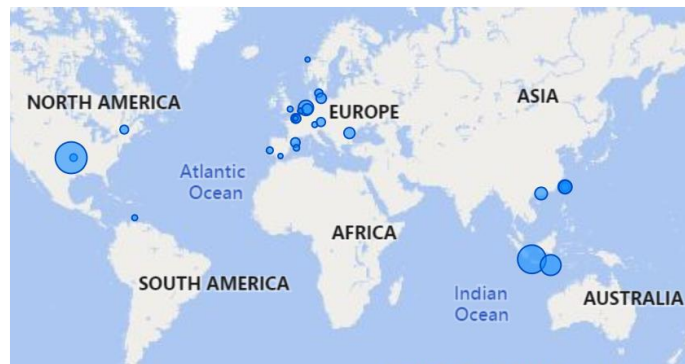 NORTH AMERICA
ASIA
EUROPE
Atlantic
Ocean
AFRICA
SOUTH AMERICA
Indian
Ocean
AUSTRALIA